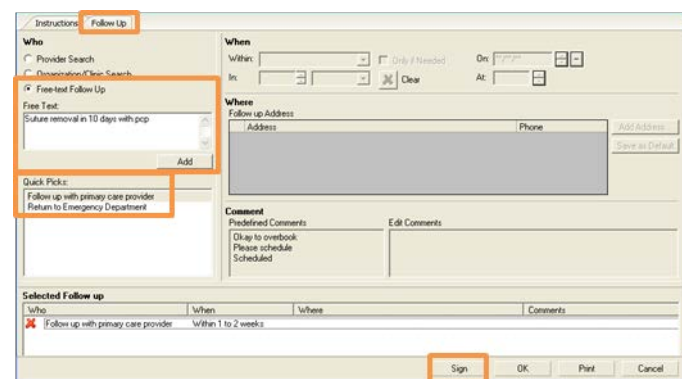 Instructions Follow Up
Who
Provider Search
Organization/Clinic Search
Free-text Follow Up
Free Text:
Suture removal in 10 days with pcp
Add
Quick Picks:
Follow up with primary care provider
Return to Emergency Department
When
Within: Only if Needed On: **/**/**
In: Clear At:
Where
Follow up Address
Address Phone
Add Address
Save as Default
Comment
Predefined Comments Edit Comments
Okay to overbook
Please schedule
Scheduled
Selected Follow up
Who When Where Comments
Follow up with primary care provider Within 1 to 2 weeks
Sign OK Print Cancel